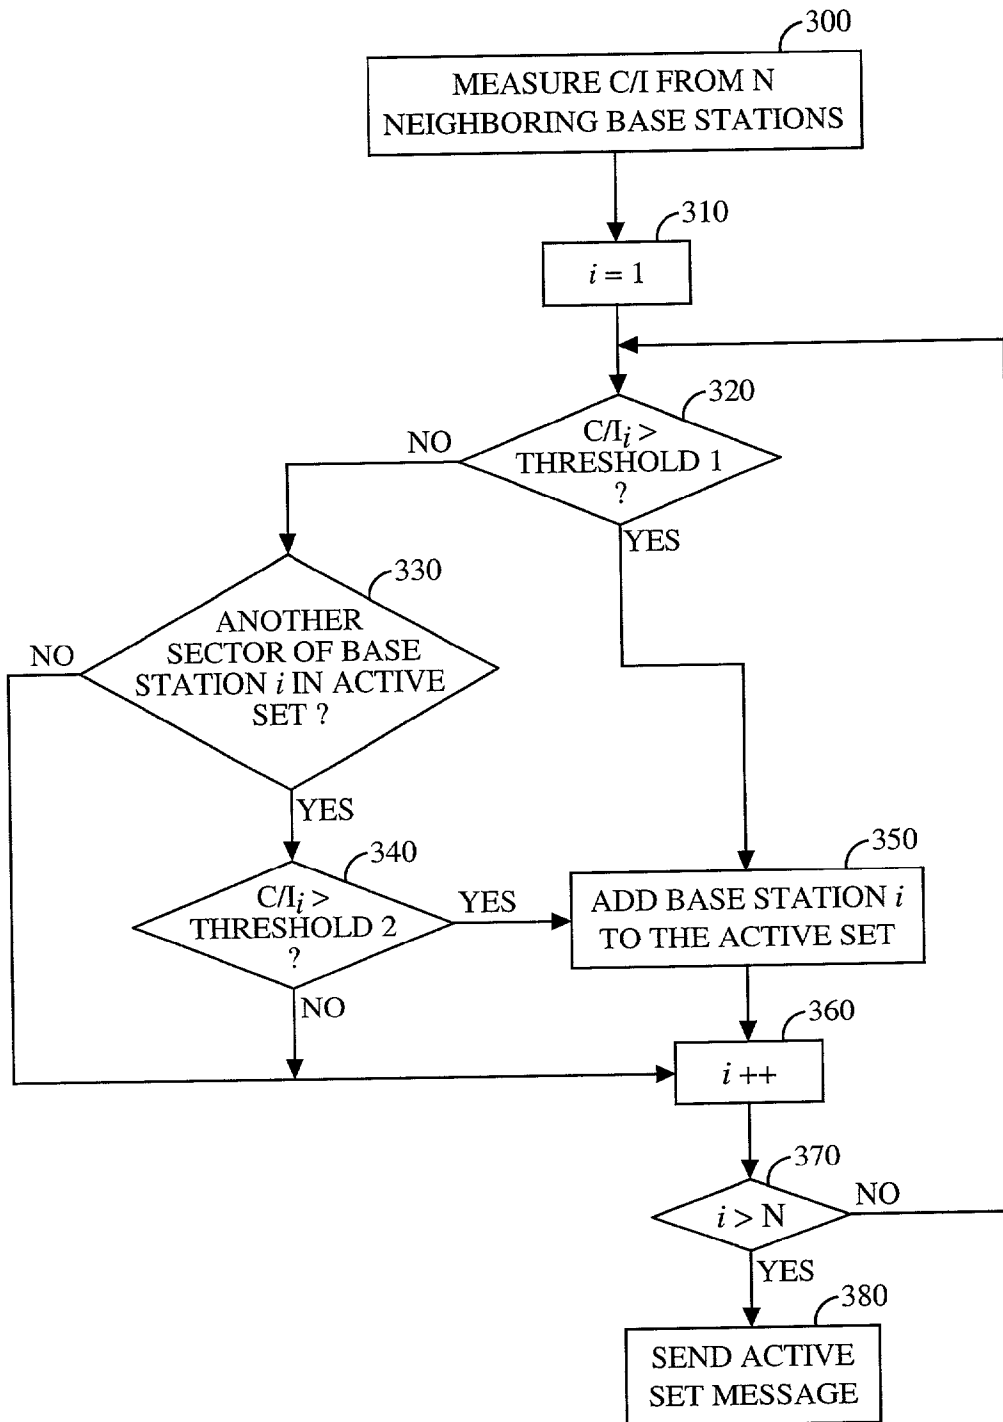 300
MEASURE C/I FROM N
NEIGHBORING BASE STATIONS
310
i = 1
320
C/Ii >
THRESHOLD 1
?
NO
YES
330
ANOTHER
SECTOR OF BASE
STATION i IN ACTIVE
SET ?
NO
YES
340
C/Ii >
THRESHOLD 2
?
YES
NO
350
ADD BASE STATION i
TO THE ACTIVE SET
360
i ++
370
i > N
NO
YES
380
SEND ACTIVE
SET MESSAGE